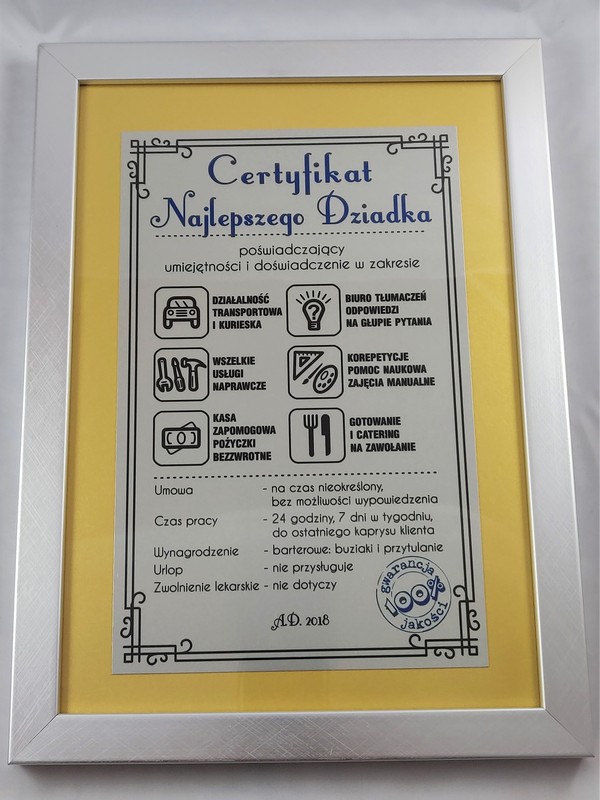 Certyfikat
Najlepszego Dziadka
poświadczający
umiejętności i doświadczenie w zakresie
DZIAŁALNOŚĆ
TRANSPORTOWA
I KURIESKA
BIURO TŁUMACZEŃ
ODPOWIEDZI
NA GŁUPIE PYTANIA
WSZELKIE
USŁUGI
NAPRAWCZE
KOREPETYCJE
POMOC NAUKOWA
ZAJĘCIA MANUALNE
KASA
ZAPOMOGOWA
POŻYCZKI
BEZZWROTNE
GOTOWANIE
I CATERING
NA ZAWOŁANIE
Umowa - na czas nieokreślony,
bez możliwości wypowiedzenia
Czas pracy - 24 godziny, 7 dni w tygodniu,
do ostatniego kaprysu klienta
Wynagrodzenie - barterowe: buziaki i przytulanie
Urlop - nie przysługuje
Zwolnienie lekarskie - nie dotyczy
gwarancja
100%
jakości
A.D. 2018